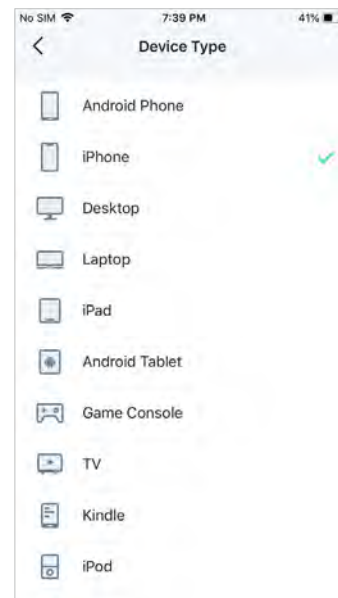 No SIM 7:39 PM 41%
Device Type
Android Phone
iPhone
Desktop
Laptop
iPad
Android Tablet
Game Console
TV
Kindle
iPod